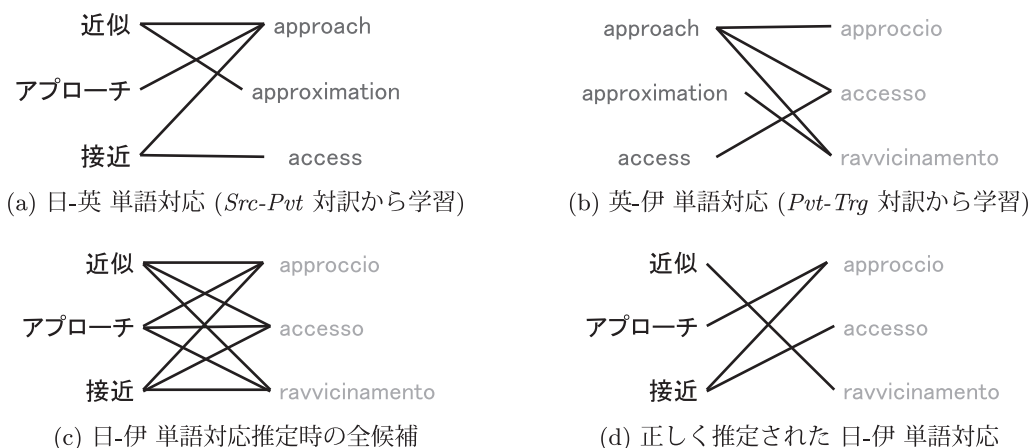 近似
approach
アプローチ
approximation
接近
access
(a) 日-英 単語対応 (Src-Pvt 対訳から学習)
approach
approccio
approximation
accesso
access
ravvicinamento
(b) 英-伊 単語対応 (Pvt-Trg 対訳から学習)
近似
approccio
アプローチ
accesso
接近
ravvicinamento
(c) 日-伊 単語対応推定時の全候補
近似
approccio
アプローチ
accesso
接近
ravvicinamento
(d) 正しく推定された 日-伊 単語対応